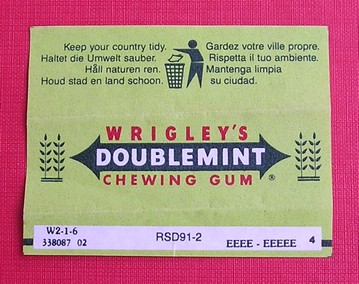 Keep your country tidy.
Haltet die Umwelt sauber.
Håll naturen ren.
Houd stad en land schoon.
Gardez votre ville propre.
Rispetta il tuo ambiente.
Mantenga limpia
su ciudad.
WRIGLEY'S
DOUBLEMINT
CHEWING GUM ®
W2-1-6
338087 02
RSD91-2
EEEE - EEEEE
4